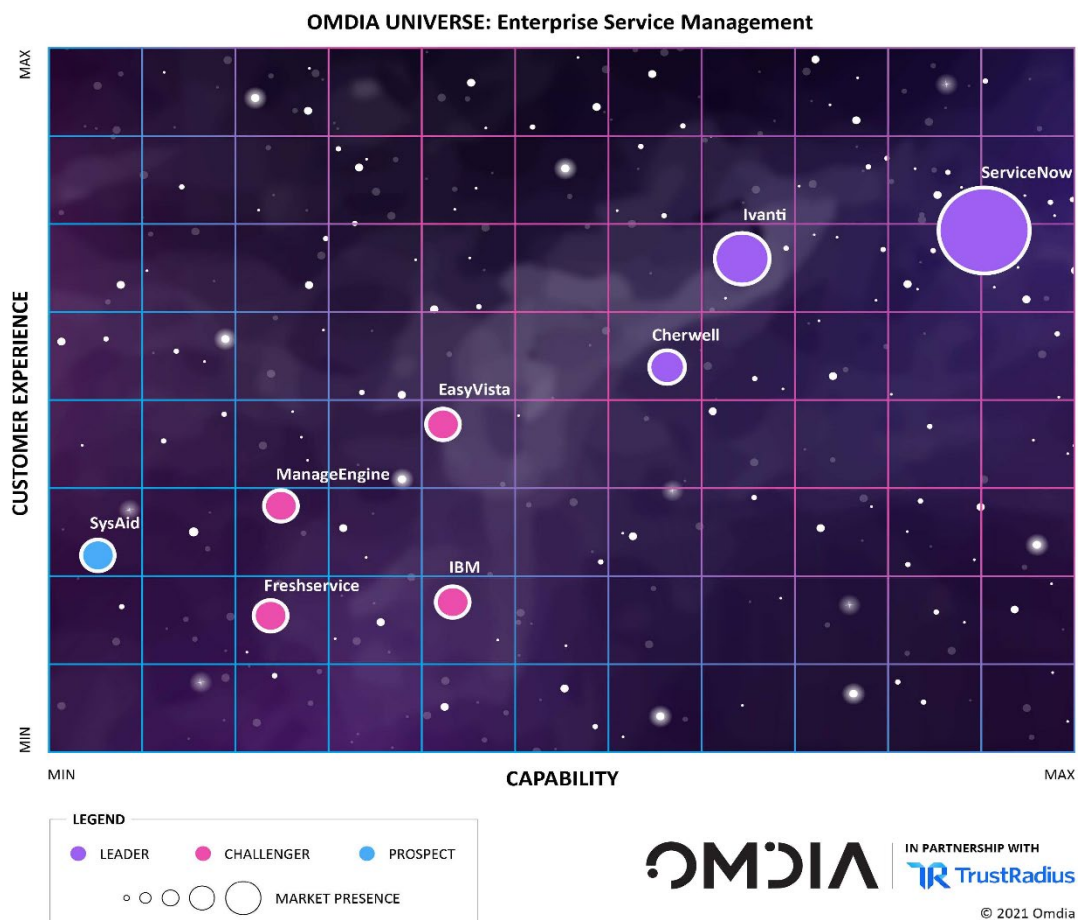 OMDIA UNIVERSE: Enterprise Service Management
MAX
CUSTOMER EXPERIENCE
MIN
ServiceNow
Ivanti
Cherwell
EasyVista
ManageEngine
SysAid
IBM
Freshservice
MIN
CAPABILITY
MAX
LEGEND
LEADER
CHALLENGER
PROSPECT
MARKET PRESENCE
OMDIA
IN PARTNERSHIP WITH
TR TrustRadius
© 2021 Omdia